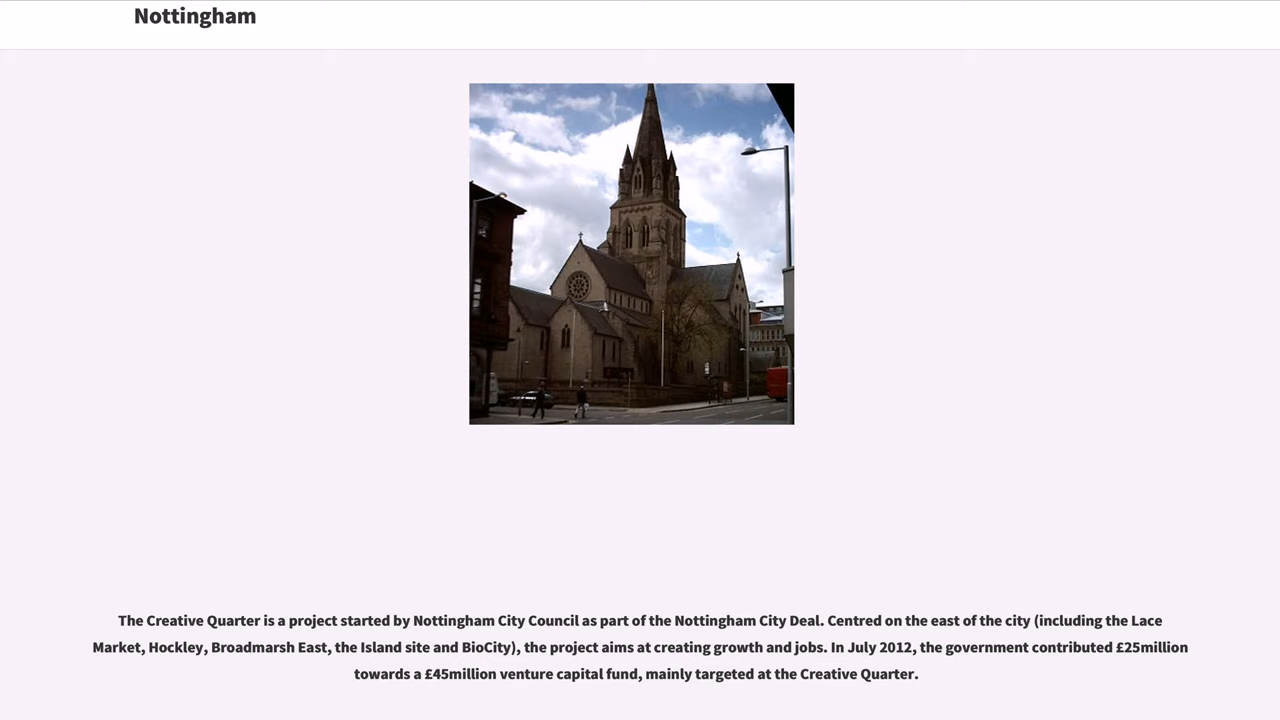 Nottingham
The Creative Quarter is a project started by Nottingham City Council as part of the Nottingham City Deal. Centred on the east of the city (including the Lace
Market, Hockley, Broadmarsh East, the Island site and BioCity), the project aims at creating growth and jobs. In July 2012, the government contributed £25million
towards a £45million venture capital fund, mainly targeted at the Creative Quarter.